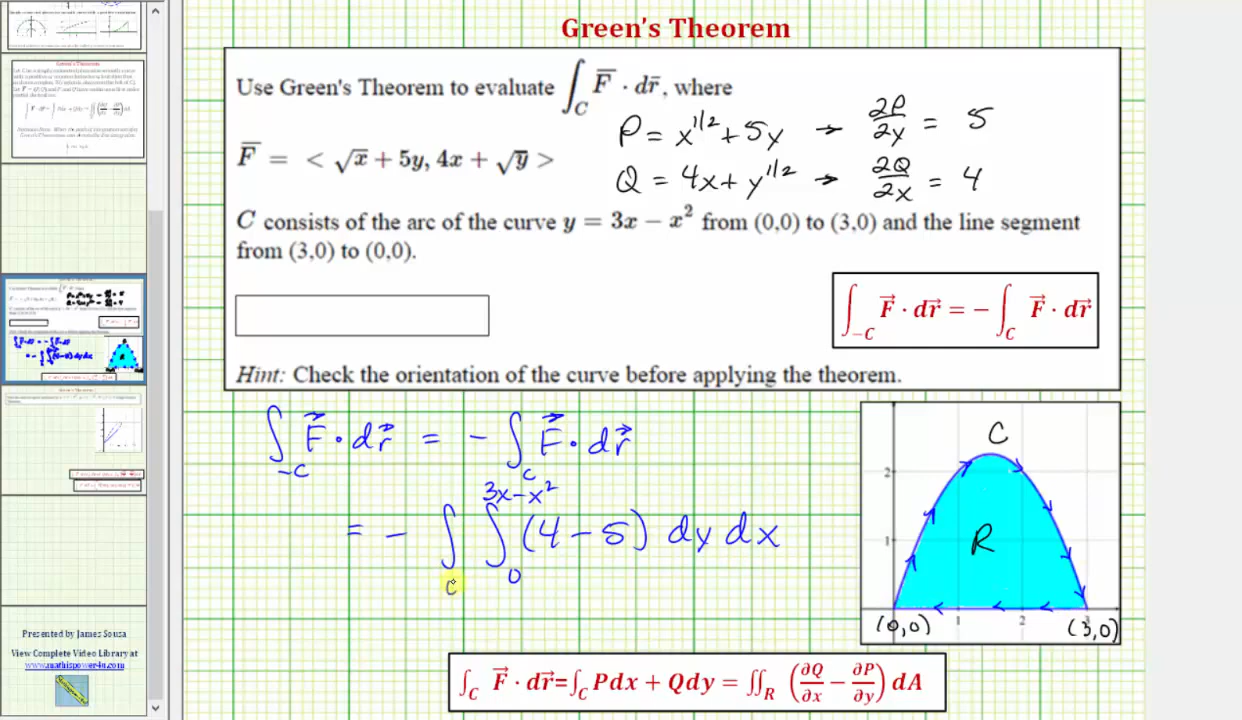 Green's Theorem
Use Green's Theorem to evaluate ∫_C F̅ · dr̅, where
F̅ = < √x + 5y, 4x + √y >
P = x^{1/2} + 5y → ∂P/∂y = 5
Q = 4x + y^{1/2} → ∂Q/∂x = 4
C consists of the arc of the curve y = 3x − x² from (0,0) to (3,0) and the line segment
from (3,0) to (0,0).
∫_{−C} F⃗ · dr⃗ = − ∫_C F⃗ · dr⃗
Hint: Check the orientation of the curve before applying the theorem.
∫_{−C} F⃗ · dr⃗ = − ∫_C F⃗ · dr⃗
= − ∫_0 ∫_0^{3x−x²} (4 − 5) dy dx
C
2
R
1
1
2
(0,0)
(3,0)
∫_C F⃗ · dr⃗ = ∫_C Pdx + Qdy = ∬_R (∂Q/∂x − ∂P/∂y) dA
Presented by James Sousa
View Complete Video Library at
www.mathispower4u.com